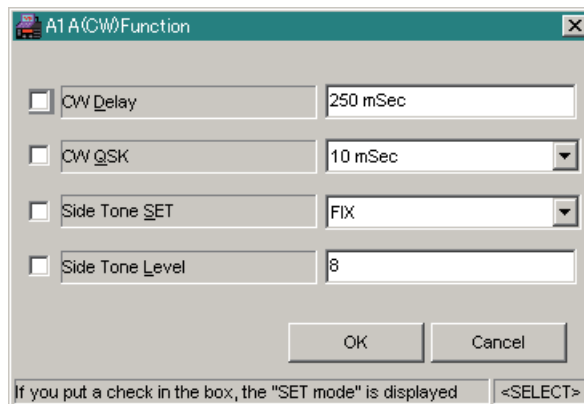 A1A(CW)Function
CW Delay 250 mSec
CW QSK 10 mSec
Side Tone SET FIX
Side Tone Level 8
OK Cancel
If you put a check in the box, the "SET mode" is displayed <SELECT>